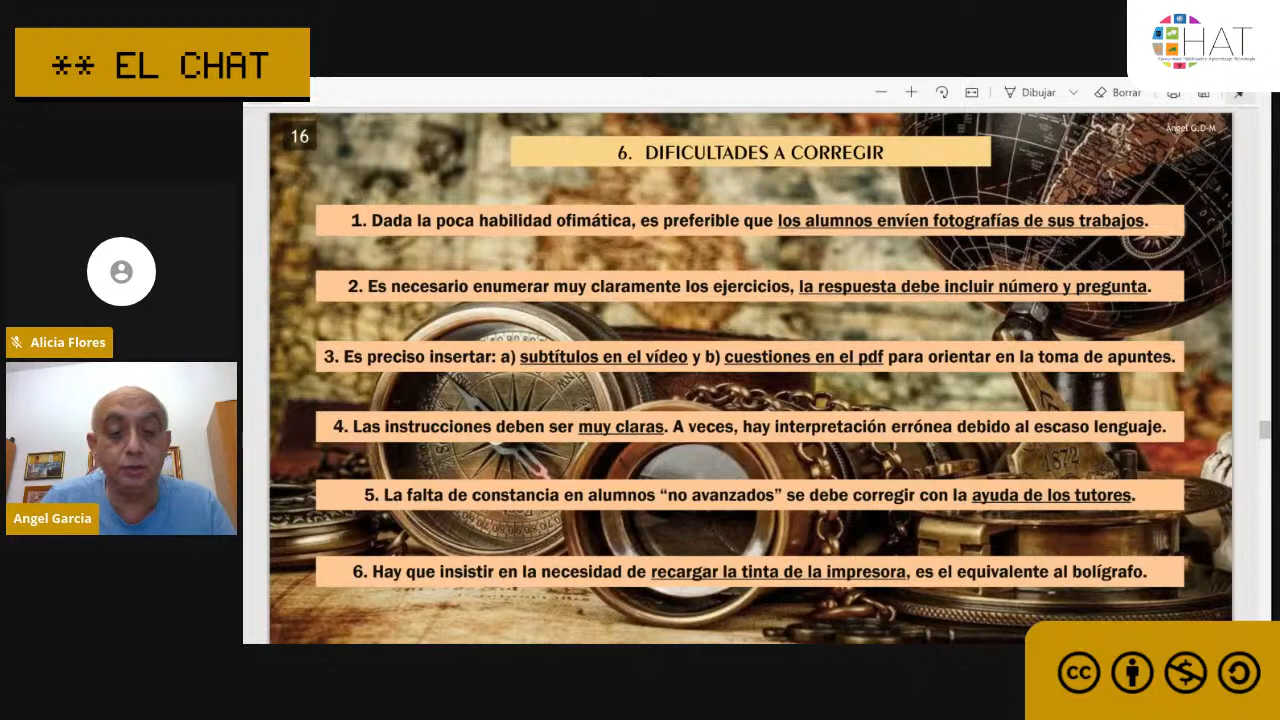 ** EL CHAT
HAT
Dibujar
Borrar
16
Ángel G.D-M
6. DIFICULTADES A CORREGIR
1. Dada la poca habilidad ofimática, es preferible que los alumnos envíen fotografías de sus trabajos.
2. Es necesario enumerar muy claramente los ejercicios, la respuesta debe incluir número y pregunta.
3. Es preciso insertar: a) subtítulos en el vídeo y b) cuestiones en el pdf para orientar en la toma de apuntes.
4. Las instrucciones deben ser muy claras. A veces, hay interpretación errónea debido al escaso lenguaje.
5. La falta de constancia en alumnos “no avanzados” se debe corregir con la ayuda de los tutores.
6. Hay que insistir en la necesidad de recargar la tinta de la impresora, es el equivalente al bolígrafo.
1872
Alicia Flores
Angel Garcia
cc